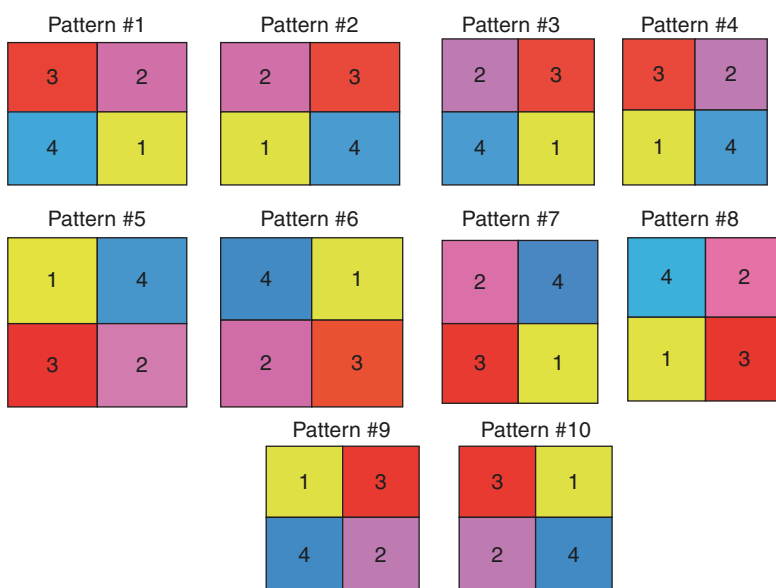 Pattern #1 Pattern #2 Pattern #3 Pattern #4
3 2 2 3 2 3 3 2
4 1 1 4 4 1 1 4
Pattern #5 Pattern #6 Pattern #7 Pattern #8
1 4 4 1 2 4 4 2
3 2 2 3 3 1 1 3
Pattern #9 Pattern #10
1 3 3 1
4 2 2 4